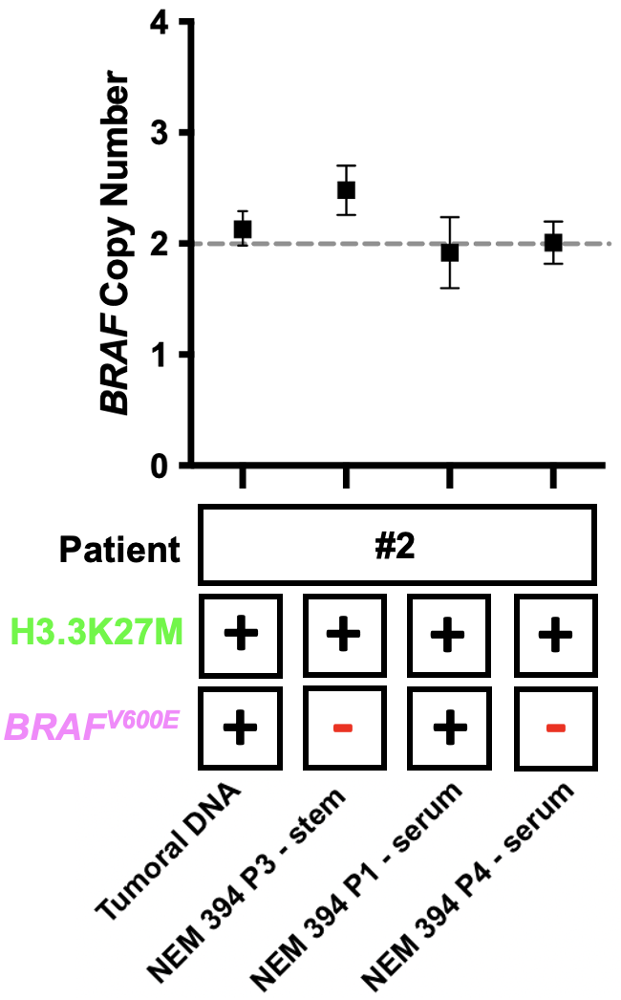 4
3
2
1
0
BRAF Copy Number
Patient #2
H3.3K27M + + + +
BRAFV600E + - + -
Tumoral DNA
NEM 394 P3 - stem
NEM 394 P1 - serum
NEM 394 P4 - serum